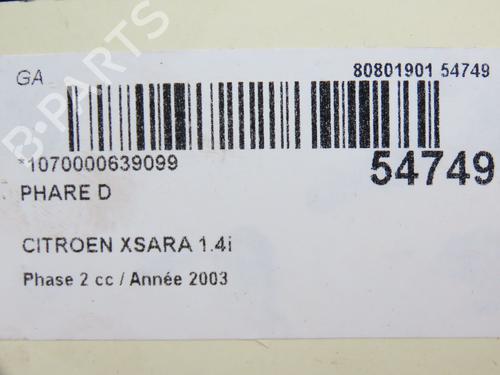 GA
80801901 54749
*1070000639099
54749
PHARE D
CITROEN XSARA 1.4i
Phase 2 cc / Année 2003
B-PARTS